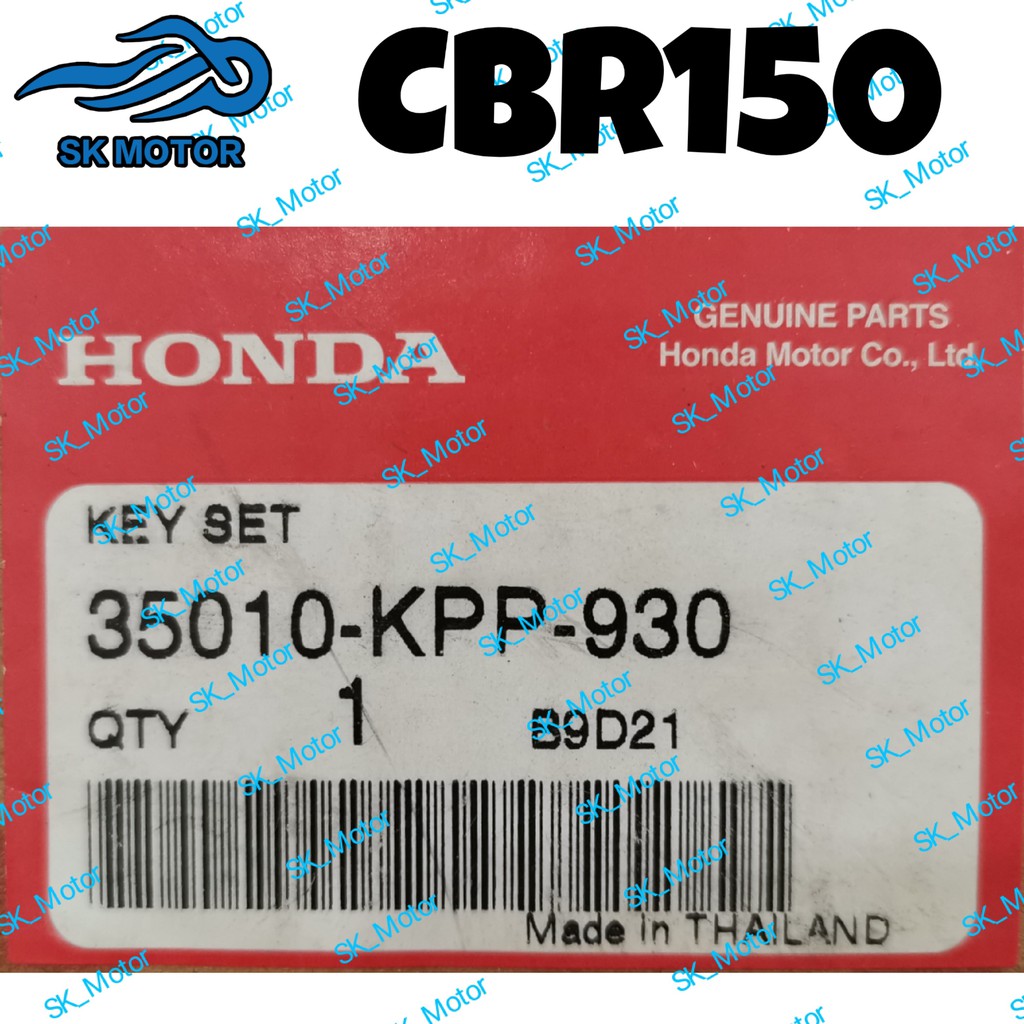 SK MOTOR
CBR150
HONDA
GENUINE PARTS
Honda Motor Co., Ltd.
KEY SET
35010-KPP-930
QTY 1 B9D21
Made in THAILAND
SK_Motor